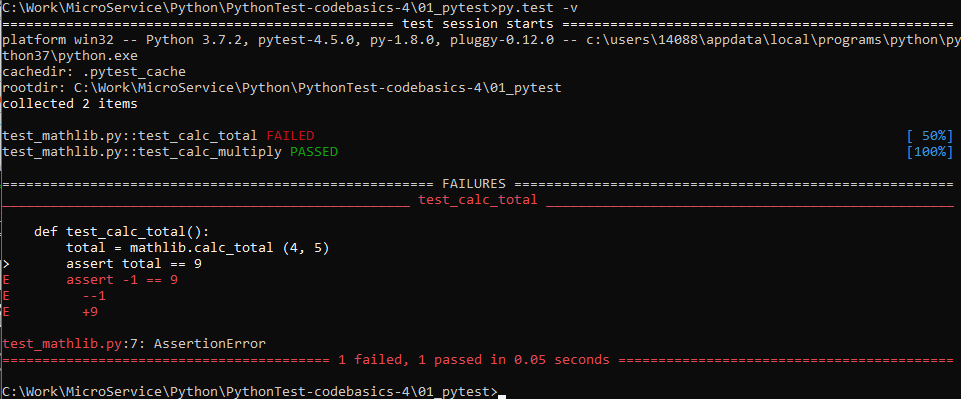 C:\Work\MicroService\Python\PythonTest-codebasics-4\01_pytest>py.test -v
================================================= test session starts ==========================================================
platform win32 -- Python 3.7.2, pytest-4.5.0, py-1.8.0, pluggy-0.12.0 -- c:\users\14088\appdata\local\programs\python\py
thon37\python.exe
cachedir: .pytest_cache
rootdir: C:\Work\MicroService\Python\PythonTest-codebasics-4\01_pytest
collected 2 items
test_mathlib.py::test_calc_total FAILED [ 50%]
test_mathlib.py::test_calc_multiply PASSED [100%]
====================================================== FAILURES =======================================================
___________________________________________________ test_calc_total ___________________________________________________
def test_calc_total():
total = mathlib.calc_total (4, 5)
> assert total == 9
E assert -1 == 9
E --1
E +9
test_mathlib.py:7: AssertionError
========================================= 1 failed, 1 passed in 0.05 seconds ==========================================
C:\Work\MicroService\Python\PythonTest-codebasics-4\01_pytest>